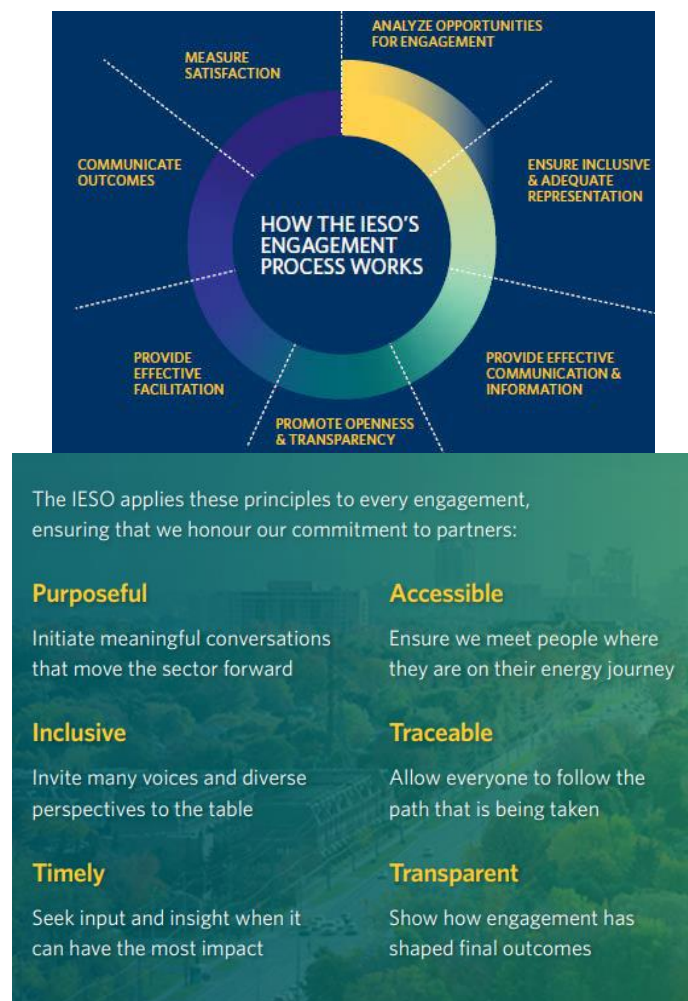 ANALYZE OPPORTUNITIES
FOR ENGAGEMENT
MEASURE
SATISFACTION
COMMUNICATE
OUTCOMES
ENSURE INCLUSIVE
& ADEQUATE
REPRESENTATION
HOW THE IESO'S
ENGAGEMENT
PROCESS WORKS
PROVIDE
EFFECTIVE
FACILITATION
PROVIDE EFFECTIVE
COMMUNICATION &
INFORMATION
PROMOTE OPENNESS
& TRANSPARENCY
The IESO applies these principles to every engagement,
ensuring that we honour our commitment to partners:
Purposeful
Initiate meaningful conversations
that move the sector forward
Accessible
Ensure we meet people where
they are on their energy journey
Inclusive
Invite many voices and diverse
perspectives to the table
Traceable
Allow everyone to follow the
path that is being taken
Timely
Seek input and insight when it
can have the most impact
Transparent
Show how engagement has
shaped final outcomes